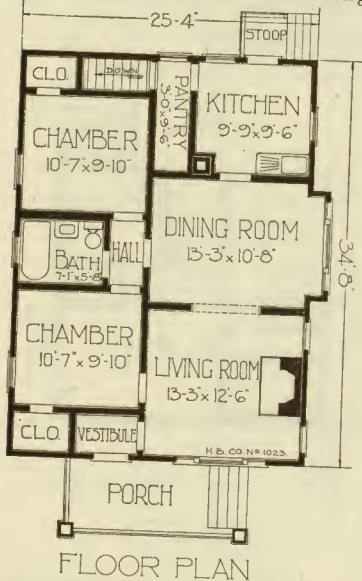 25'-4"
STOOP
CLO.
DOWN
PANTRY
3'-0"x9'-6"
KITCHEN
9'-9"x9'-6"
CHAMBER
10'-7"x9'-10"
DINING ROOM
13'-3"x10'-8"
34'-8"
HALL
BATH
7'-1"x5'-8"
CHAMBER
10'-7"x9'-10"
LIVING ROOM
13'-3"x12'-6"
CLO.
VESTIBULE
H.B. CO. Nº 1023.
PORCH
FLOOR PLAN